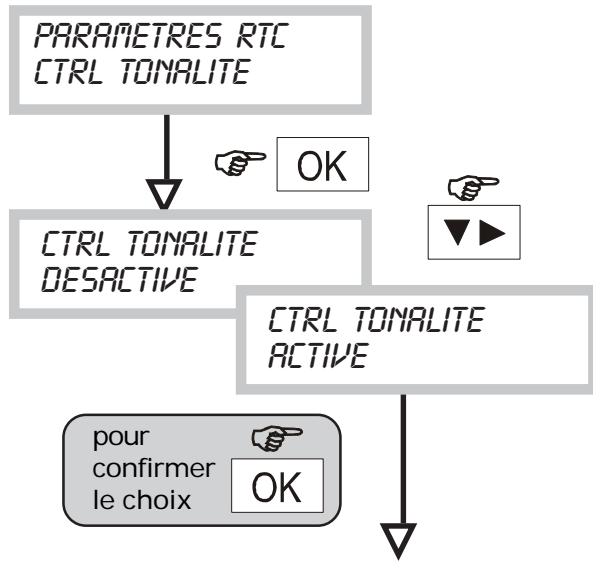 PARAMETRES RTC
CTRL TONALITE
OK
CTRL TONALITE
DESACTIVE
CTRL TONALITE
ACTIVE
pour
confirmer
le choix
OK